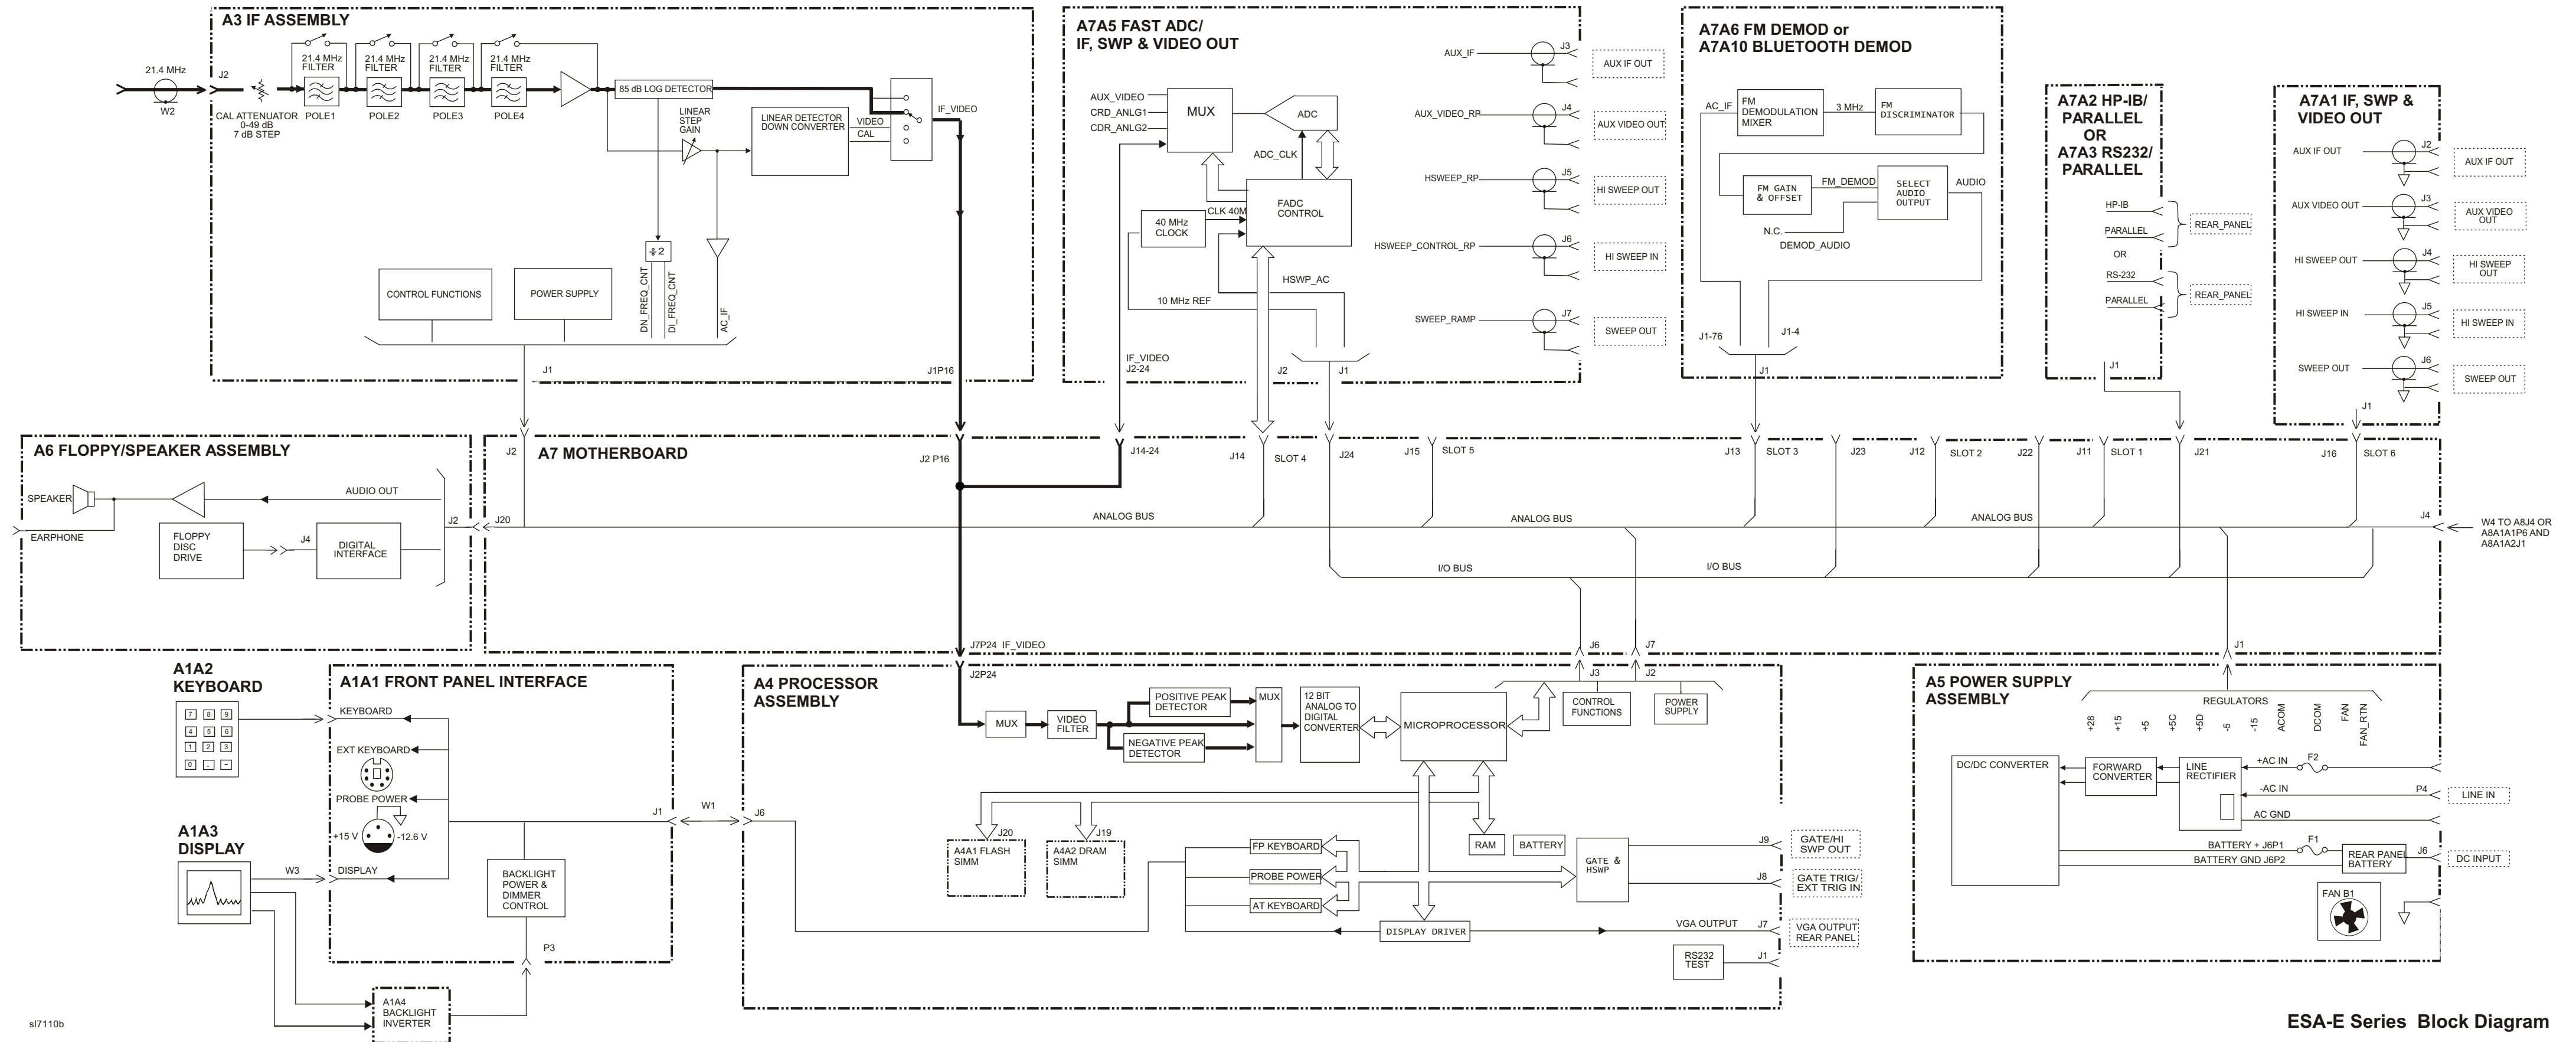 A3 IF ASSEMBLY
21.4 MHz
W2
J2
CAL ATTENUATOR
0-49 dB
7 dB STEP
21.4 MHz
FILTER
POLE1
21.4 MHz
FILTER
POLE2
21.4 MHz
FILTER
POLE3
21.4 MHz
FILTER
POLE4
85 dB LOG DETECTOR
LINEAR
STEP
GAIN
LINEAR DETECTOR
DOWN CONVERTER
VIDEO
CAL
IF_VIDEO
÷2
DN_FREQ_CNT
DI_FREQ_CNT
AC_IF
CONTROL FUNCTIONS
POWER SUPPLY
J1
J1P16
A7A5 FAST ADC/
IF, SWP & VIDEO OUT
AUX_VIDEO
CRD_ANLG1
CDR_ANLG2
MUX
ADC
ADC_CLK
FADC
CONTROL
CLK 40M
40 MHz
CLOCK
HSWP_AC
10 MHz REF
IF_VIDEO
J2-24
J2
J1
AUX_IF
J3
AUX IF OUT
AUX_VIDEO_RP
J4
AUX VIDEO OUT
HSWEEP_RP
J5
HI SWEEP OUT
HSWEEP_CONTROL_RP
J6
HI SWEEP IN
SWEEP_RAMP
J7
SWEEP OUT
A7A6 FM DEMOD or
A7A10 BLUETOOTH DEMOD
AC_IF
FM
DEMODULATION
MIXER
3 MHz
FM
DISCRIMINATOR
FM GAIN
& OFFSET
FM_DEMOD
SELECT
AUDIO
OUTPUT
AUDIO
N.C.
DEMOD_AUDIO
J1-76
J1-4
J1
A7A2 HP-IB/
PARALLEL
OR
A7A3 RS232/
PARALLEL
HP-IB
PARALLEL
REAR_PANEL
OR
RS-232
PARALLEL
REAR_PANEL
J1
A7A1 IF, SWP &
VIDEO OUT
AUX IF OUT
J2
AUX IF OUT
AUX VIDEO OUT
J3
AUX VIDEO
OUT
HI SWEEP OUT
J4
HI SWEEP
OUT
HI SWEEP IN
J5
HI SWEEP IN
SWEEP OUT
J6
SWEEP OUT
J1
A6 FLOPPY/SPEAKER ASSEMBLY
SPEAKER
AUDIO OUT
EARPHONE
FLOPPY
DISC
DRIVE
J4
DIGITAL
INTERFACE
J2
J20
A7 MOTHERBOARD
J2
J2 P16
J14-24
J14
SLOT 4
J24
J15
SLOT 5
J13
SLOT 3
J23
J12
SLOT 2
J22
J11
SLOT 1
J21
J16
SLOT 6
ANALOG BUS
ANALOG BUS
ANALOG BUS
J4
W4 TO A8J4 OR
A8A1A1P6 AND
A8A1A2J1
I/O BUS
I/O BUS
J7P24 IF_VIDEO
J6
J7
J1
A1A2
KEYBOARD
7 8 9
4 5 6
1 2 3
0 . -
A1A3
DISPLAY
W3
A1A1 FRONT PANEL INTERFACE
KEYBOARD
EXT KEYBOARD
PROBE POWER
+15 V
-12.6 V
DISPLAY
BACKLIGHT
POWER &
DIMMER
CONTROL
J1
P3
A1A4
BACKLIGHT
INVERTER
W1
A4 PROCESSOR
ASSEMBLY
J2P24
J6
MUX
VIDEO
FILTER
POSITIVE PEAK
DETECTOR
NEGATIVE PEAK
DETECTOR
MUX
12 BIT
ANALOG TO
DIGITAL
CONVERTER
MICROPROCESSOR
J3
J2
CONTROL
FUNCTIONS
POWER
SUPPLY
J20
A4A1 FLASH
SIMM
J19
A4A2 DRAM
SIMM
RAM
BATTERY
FP KEYBOARD
PROBE POWER
AT KEYBOARD
GATE &
HSWP
DISPLAY DRIVER
VGA OUTPUT
RS232
TEST
J9
GATE/HI
SWP OUT
J8
GATE TRIG/
EXT TRIG IN
J7
VGA OUTPUT
REAR PANEL
J1
A5 POWER SUPPLY
ASSEMBLY
REGULATORS
+28
+15
+5
+5C
+5D
-5
-15
ACOM
DCOM
FAN
FAN_RTN
DC/DC CONVERTER
FORWARD
CONVERTER
LINE
RECTIFIER
+AC IN
F2
-AC IN
P4
LINE IN
AC GND
BATTERY + J6P1
F1
BATTERY GND J6P2
REAR PANEL
BATTERY
J6
DC INPUT
FAN B1
sl7110b
ESA-E Series Block Diagram